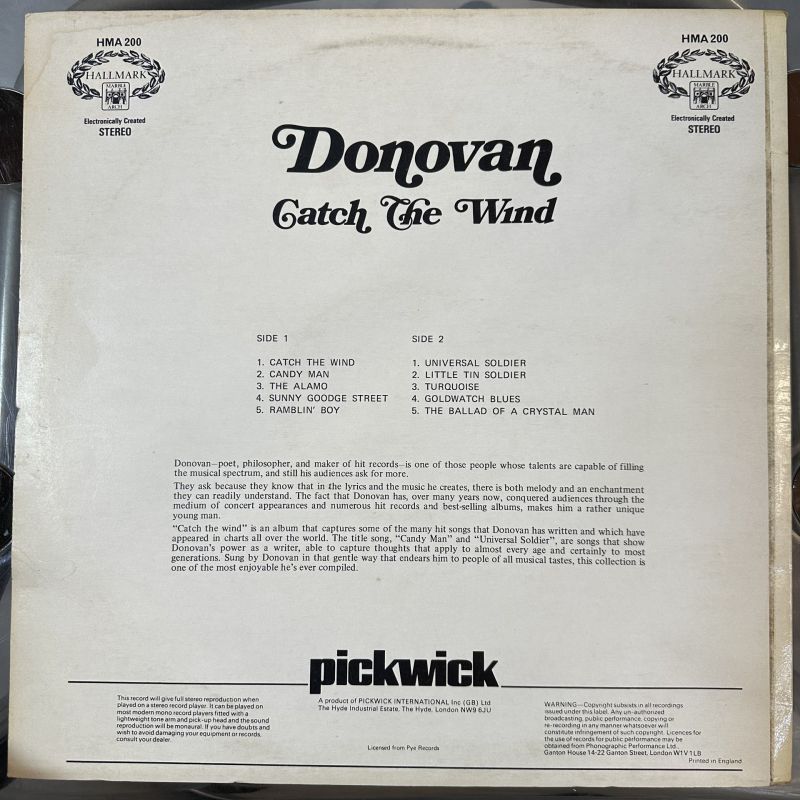 HMA 200
HMA 200
HALLMARK
MARBLE
ARCH
HALLMARK
MARBLE
ARCH
Electronically Created
STEREO
Electronically Created
STEREO
Donovan
Catch The Wind
SIDE 1
1. CATCH THE WIND
2. CANDY MAN
3. THE ALAMO
4. SUNNY GOODGE STREET
5. RAMBLIN' BOY
SIDE 2
1. UNIVERSAL SOLDIER
2. LITTLE TIN SOLDIER
3. TURQUOISE
4. GOLDWATCH BLUES
5. THE BALLAD OF A CRYSTAL MAN
Donovan—poet, philosopher, and maker of hit records—is one of those people whose talents are capable of filling
the musical spectrum, and still his audiences ask for more.
They ask because they know that in the lyrics and the music he creates, there is both melody and an enchantment
they can readily understand. The fact that Donovan has, over many years now, conquered audiences through the
medium of concert appearances and numerous hit records and best-selling albums, makes him a rather unique
young man.
"Catch the wind" is an album that captures some of the many hit songs that Donovan has written and which have
appeared in charts all over the world. The title song, "Candy Man" and "Universal Soldier", are songs that show
Donovan's power as a writer, able to capture thoughts that apply to almost every age and certainly to most
generations. Sung by Donovan in that gentle way that endears him to people of all musical tastes, this collection is
one of the most enjoyable he's ever compiled.
pickwick
This record will give full stereo reproduction when
played on a stereo record player. It can be played on
most modern mono record players fitted with a
lightweight tone arm and pick-up head and the sound
reproduction will be monaural. If you have doubts and
wish to avoid damaging your equipment or records,
consult your dealer.
A product of PICKWICK INTERNATIONAL Inc (GB) Ltd
The Hyde Industrial Estate, The Hyde, London NW9 6JU
Licensed from Pye Records
WARNING—Copyright subsists in all recordings
issued under this label. Any un-authorized
broadcasting, public performance, copying or
re-recording in any manner whatsoever will
constitute infringement of such copyright. Licences for
the use of records for public performance may be
obtained from Phonographic Performance Ltd.
Ganton House 14-22 Ganton Street, London W1V 1LB
Printed in England